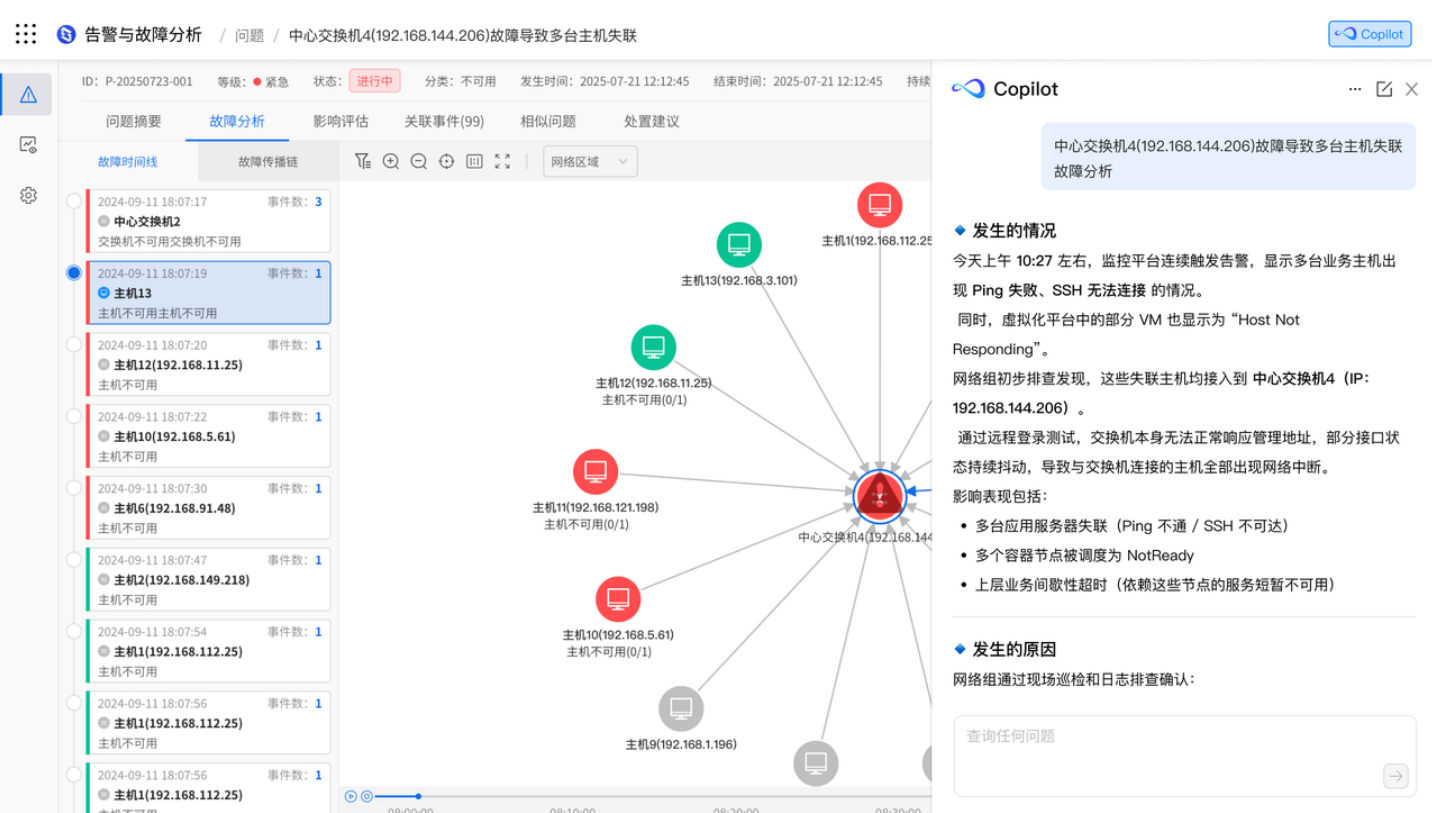 告警与故障分析 / 问题 / 中心交换机4(192.168.144.206)故障导致多台主机失联
Copilot
ID: P-20250723-001 等级: 紧急 状态: 进行中 分类: 不可用 发生时间: 2025-07-21 12:12:45 结束时间: 2025-07-21 12:12:45 持续
问题摘要 故障分析 影响评估 关联事件(99) 相似问题 处置建议
故障时间线 故障传播链
网络区域
2024-09-11 18:07:17 事件数: 3
中心交换机2
交换机不可用交换机不可用
2024-09-11 18:07:19 事件数: 1
主机13
主机不可用主机不可用
2024-09-11 18:07:20 事件数: 1
主机12(192.168.11.25)
主机不可用
2024-09-11 18:07:22 事件数: 1
主机10(192.168.5.61)
主机不可用
2024-09-11 18:07:30 事件数: 1
主机6(192.168.91.48)
主机不可用
2024-09-11 18:07:47 事件数: 1
主机2(192.168.149.218)
主机不可用
2024-09-11 18:07:54 事件数: 1
主机1(192.168.112.25)
主机不可用
2024-09-11 18:07:56 事件数: 1
主机1(192.168.112.25)
主机不可用
2024-09-11 18:07:56 事件数: 1
主机1(192.168.112.25)
主机1(192.168.112.25
主机13(192.168.3.101)
主机12(192.168.11.25)
主机不可用(0/1)
主机11(192.168.121.198)
主机不可用(0/1)
中心交换机4(192.168.144
主机10(192.168.5.61)
主机不可用(0/1)
主机9(192.168.1.196)
08:00:00 08:10:00 08:20:00 08:30:00
Copilot
中心交换机4(192.168.144.206)故障导致多台主机失联
故障分析
发生的情况
今天上午 10:27 左右，监控平台连续触发告警，显示多台业务主机出
现 Ping 失败、SSH 无法连接 的情况。
同时，虚拟化平台中的部分 VM 也显示为 “Host Not
Responding”。
网络组初步排查发现，这些失联主机均接入到 中心交换机4（IP：
192.168.144.206）。
通过远程登录测试，交换机本身无法正常响应管理地址，部分接口状
态持续抖动，导致与交换机连接的主机全部出现网络中断。
影响表现包括：
• 多台应用服务器失联（Ping 不通 / SSH 不可达）
• 多个容器节点被调度为 NotReady
• 上层业务间歇性超时（依赖这些节点的服务短暂不可用）
发生的原因
网络组通过现场巡检和日志排查确认：
查询任何问题